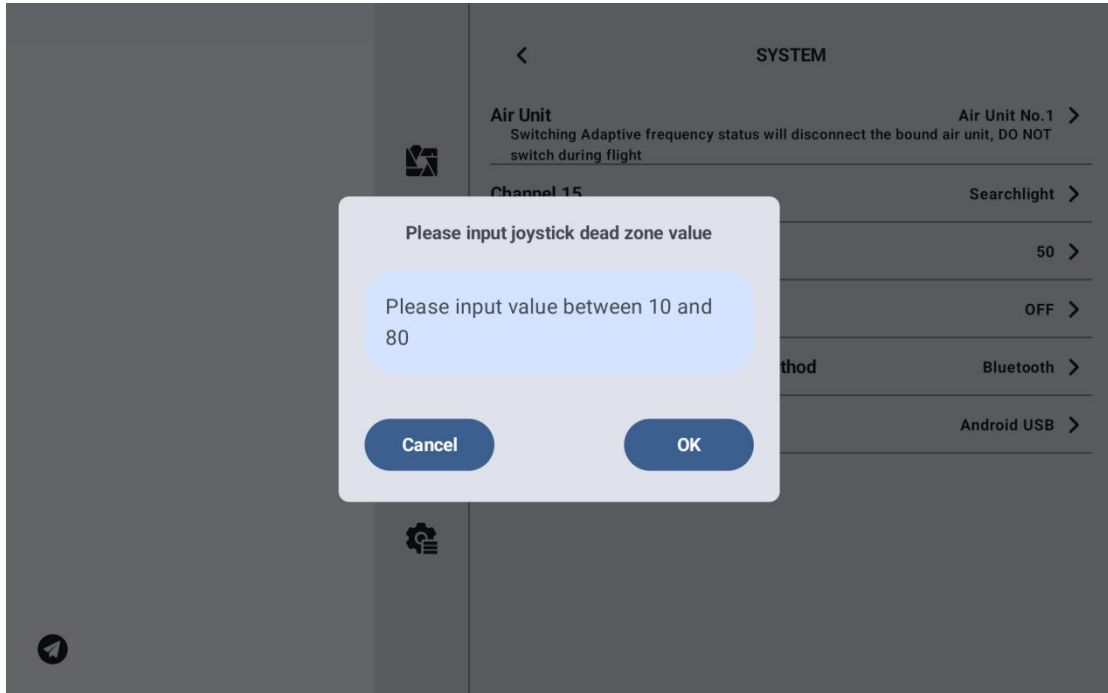 SYSTEM
Air Unit
Air Unit No.1
Switching Adaptive frequency status will disconnect the bound air unit, DO NOT
switch during flight
Channel 15
Searchlight
Please input joystick dead zone value
50
Please input value between 10 and
80
OFF
thod
Bluetooth
Android USB
Cancel
OK